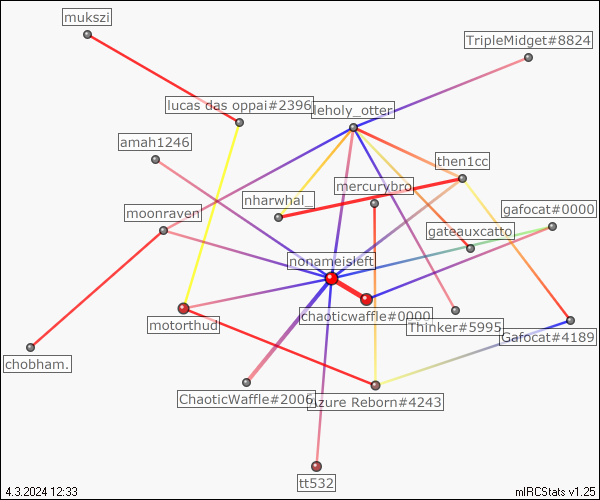 mukszi
TripleMidget#8824
lucas das oppai#2396
leholy_otter
amah1246
then1cc
mercurybro
nharwhal_
moonraven
gafocat#0000
gateauxcatto
nonameisleft
chaoticwaffle#0000
motorthud
Thinker#5995
Gafocat#4189
chobham.
ChaoticWaffle#2006
Azure Reborn#4243
tt532
4.3.2024 12:33
mIRCStats v1.25